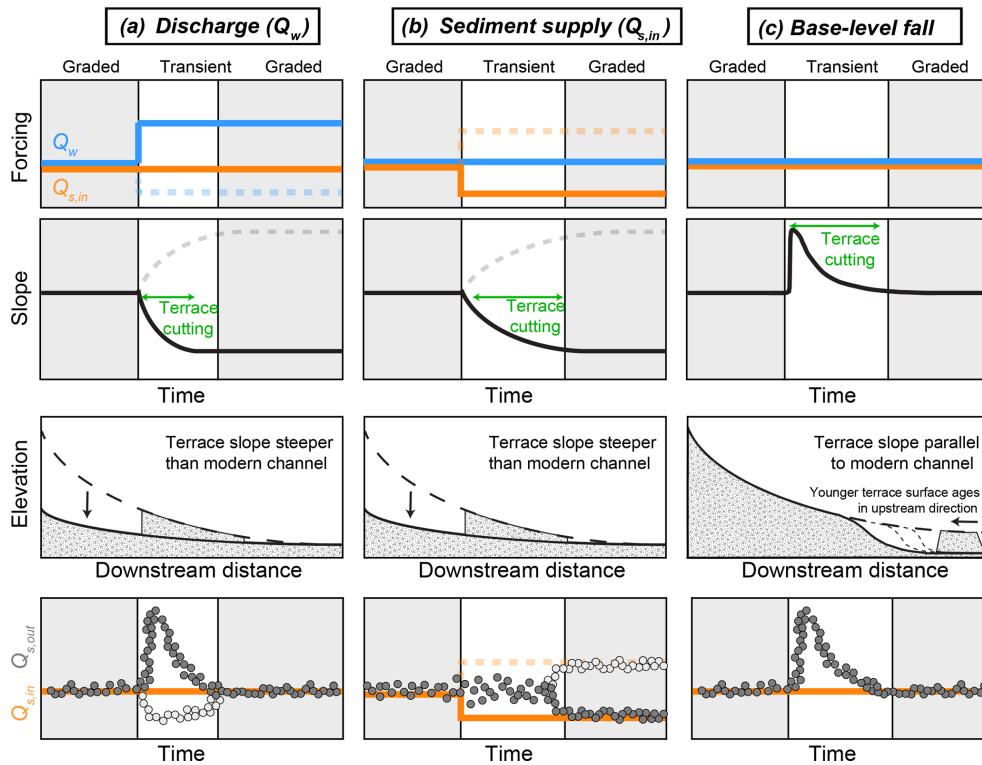 (a) Discharge (Qw)
(b) Sediment supply (Qs,in)
(c) Base-level fall
Graded Transient Graded
Graded Transient Graded
Graded Transient Graded
Forcing
Qw
Qs,in
Slope
Terrace
cutting
Terrace
cutting
Terrace
cutting
Time
Time
Time
Elevation
Terrace slope steeper
than modern channel
Terrace slope steeper
than modern channel
Terrace slope parallel
to modern channel
Younger terrace surface ages
in upstream direction
Downstream distance
Downstream distance
Downstream distance
Qs,in Qs,out
Time
Time
Time